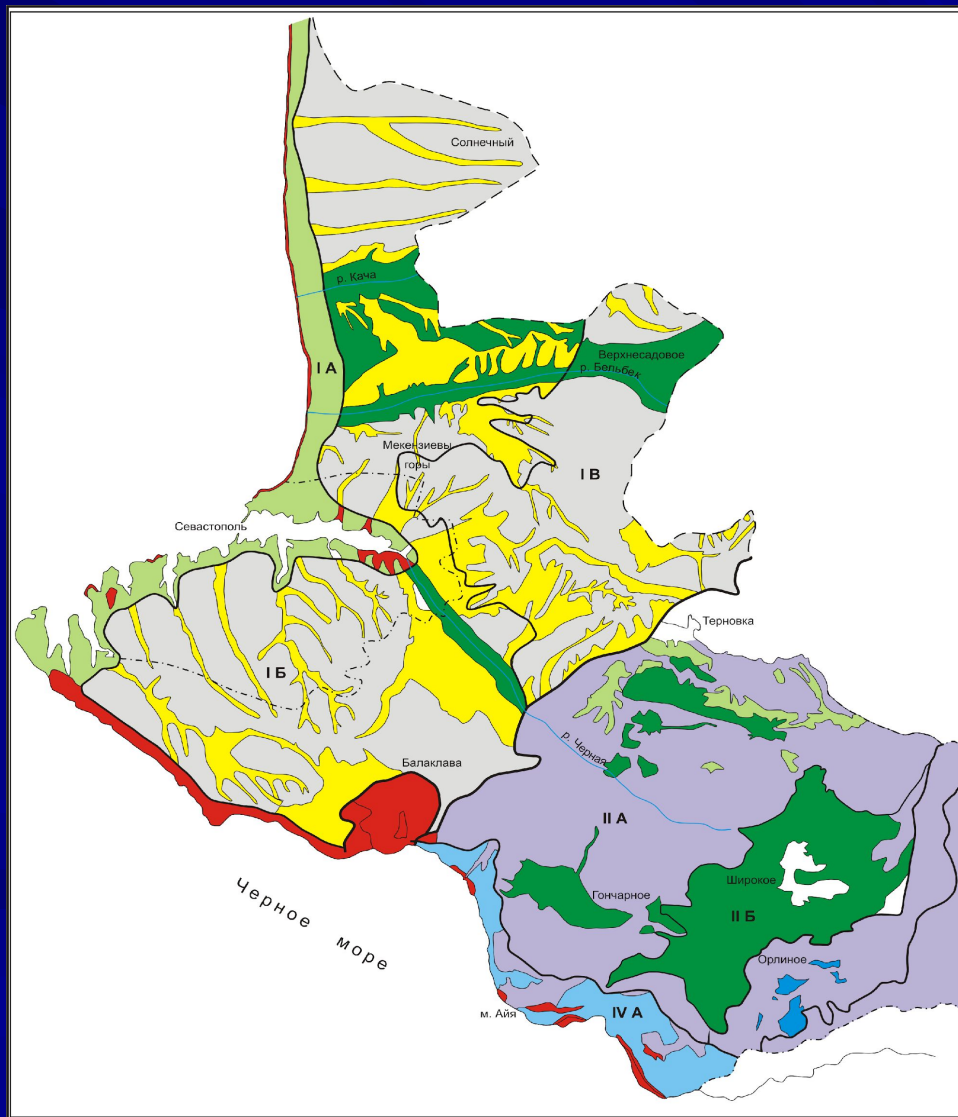 Солнечный
р. Кача
Верхнесадовое
р. Бельбек
I А
Мекензиевы
горы
I В
Севастополь
Терновка
I Б
р. Черная
Балаклава
II А
Широкое
Гончарное
II Б
Черное море
Орлиное
м. Айя
IV А